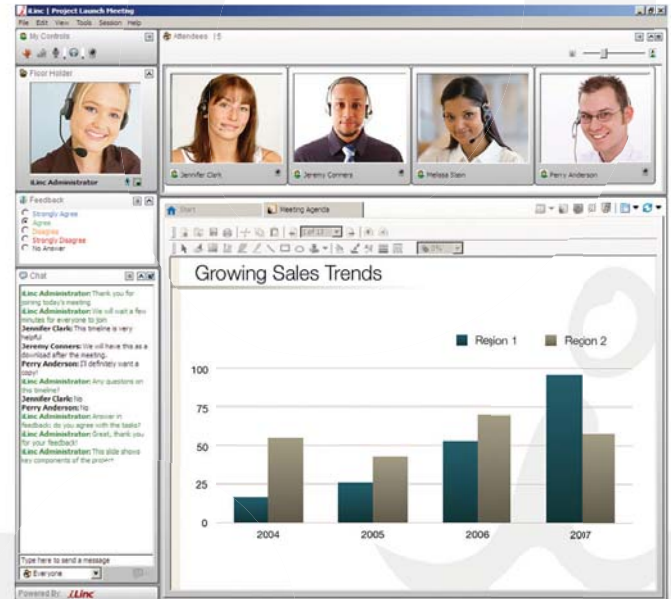 iLinc | Project Launch Meeting
File Edit View Tools Session Help
My Controls
Attendees | 5
Floor Holder
iLinc Administrator
Jennifer Clark
Jeremy Conners
Melissa Stein
Perry Anderson
Feedback
Strongly Agree
Agree
Disagree
Strongly Disagree
No Answer
Chat
iLinc Administrator: Thank you for
joining today's meeting
iLinc Administrator: We will wait a few
minutes for everyone to join
Jennifer Clark: This timeline is very
helpful
Jeremy Conners: We will have this as a
download after the meeting.
Perry Anderson: I'll definitely want a
copy!
iLinc Administrator: Any questions on
this timeline?
Jennifer Clark: No
Perry Anderson: No
iLinc Administrator: Answer in
feedback: do you agree with the tasks?
iLinc Administrator: Great, thank you
for your feedback!
iLinc Administrator: This slide shows
key components of the project
Type here to send a message
Everyone
Powered By iLinc
Start
Meeting Agenda
1 of 13
Growing Sales Trends
Region 1
Region 2
100
75
50
25
0
2004 2005 2006 2007